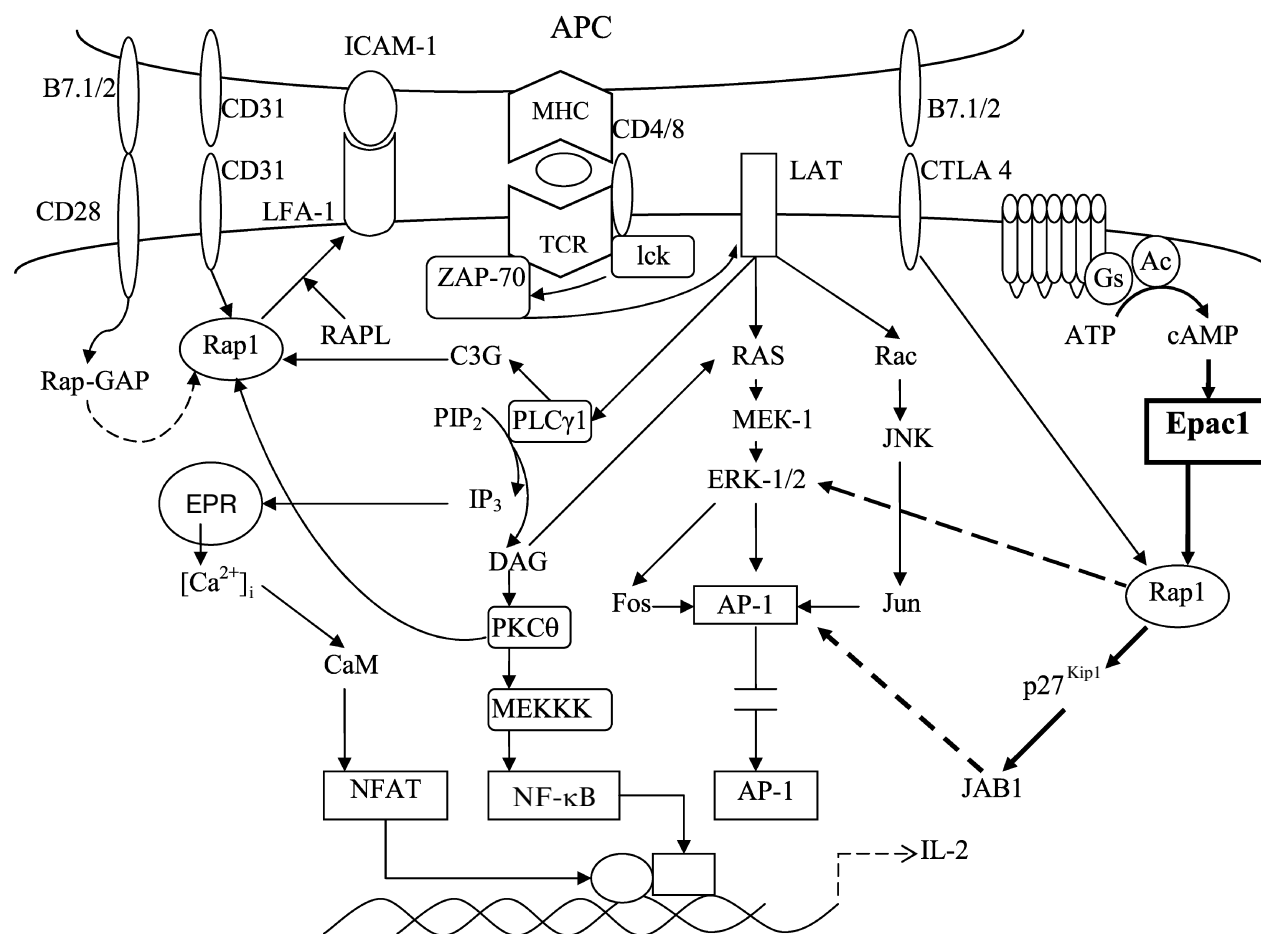 APC
ICAM-1
B7.1/2
CD31
MHC
CD4/8
B7.1/2
CD31
LAT
CTLA 4
CD28
LFA-1
TCR
lck
ZAP-70
Gs
Ac
ATP
cAMP
Rap1
RAPL
C3G
RAS
Rac
Rap-GAP
PIP2
PLCγ1
MEK-1
JNK
Epac1
ERK-1/2
EPR
IP3
DAG
[Ca2+]i
Fos
AP-1
Jun
Rap1
PKCθ
CaM
p27Kip1
MEKKK
NFAT
NF-κB
AP-1
JAB1
IL-2